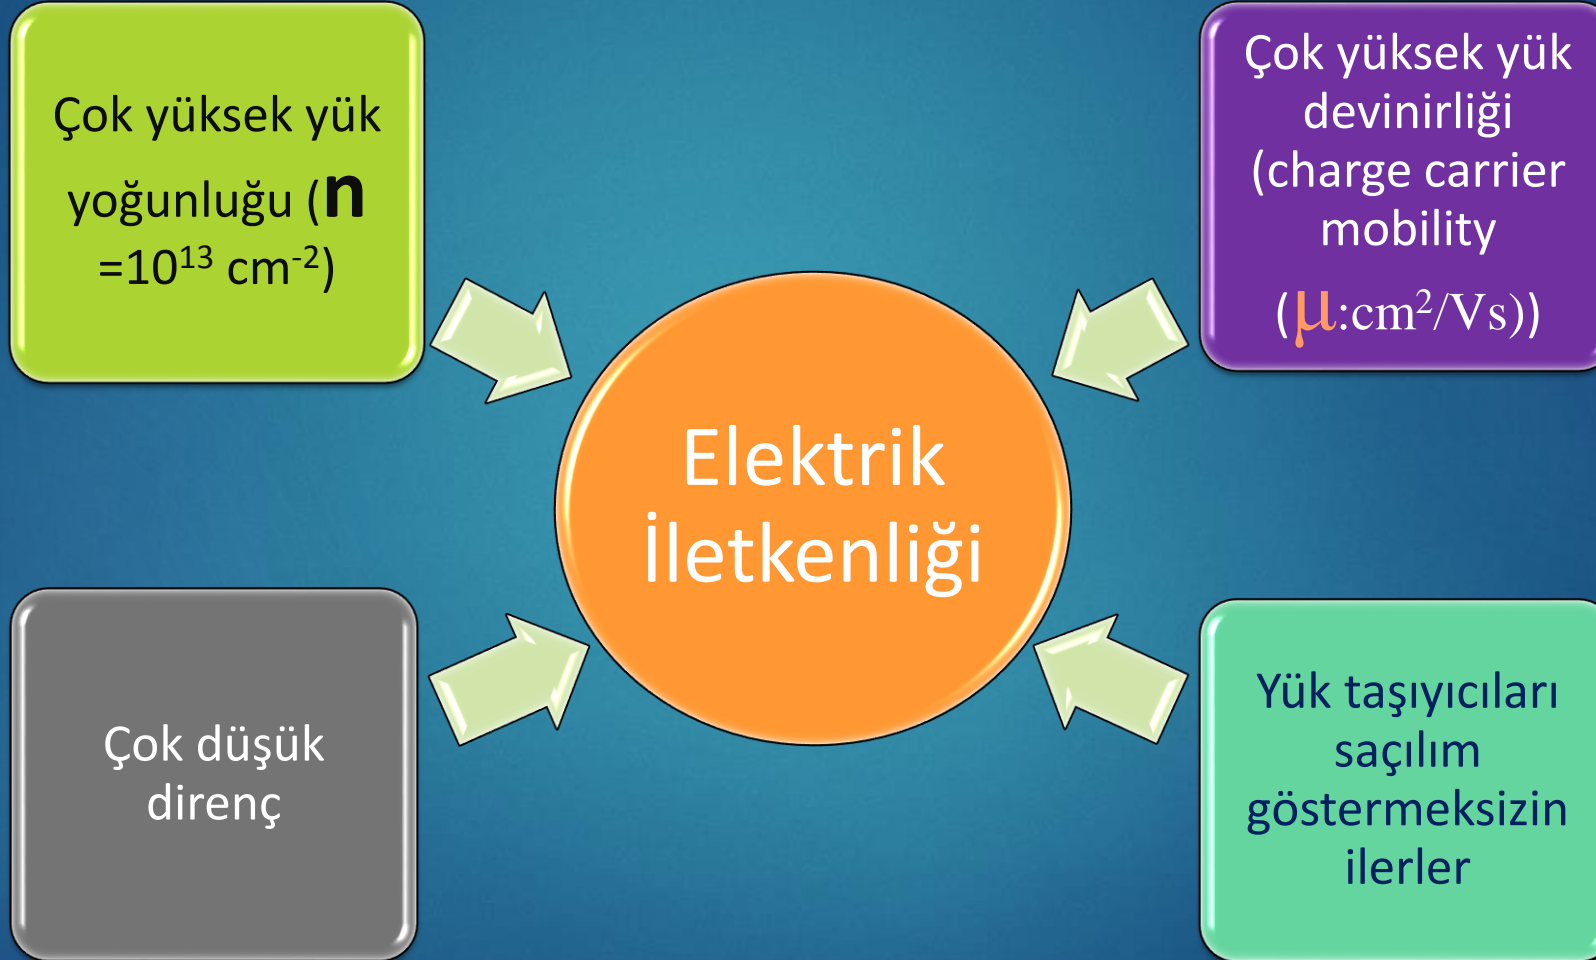 Çok yüksek yük
yoğunluğu (n
=10¹³ cm⁻²)
Çok yüksek yük
devinirliği
(charge carrier
mobility
(μ:cm²/Vs))
Elektrik
İletkenliği
Çok düşük
direnç
Yük taşıyıcıları
saçılım
göstermeksizin
ilerler